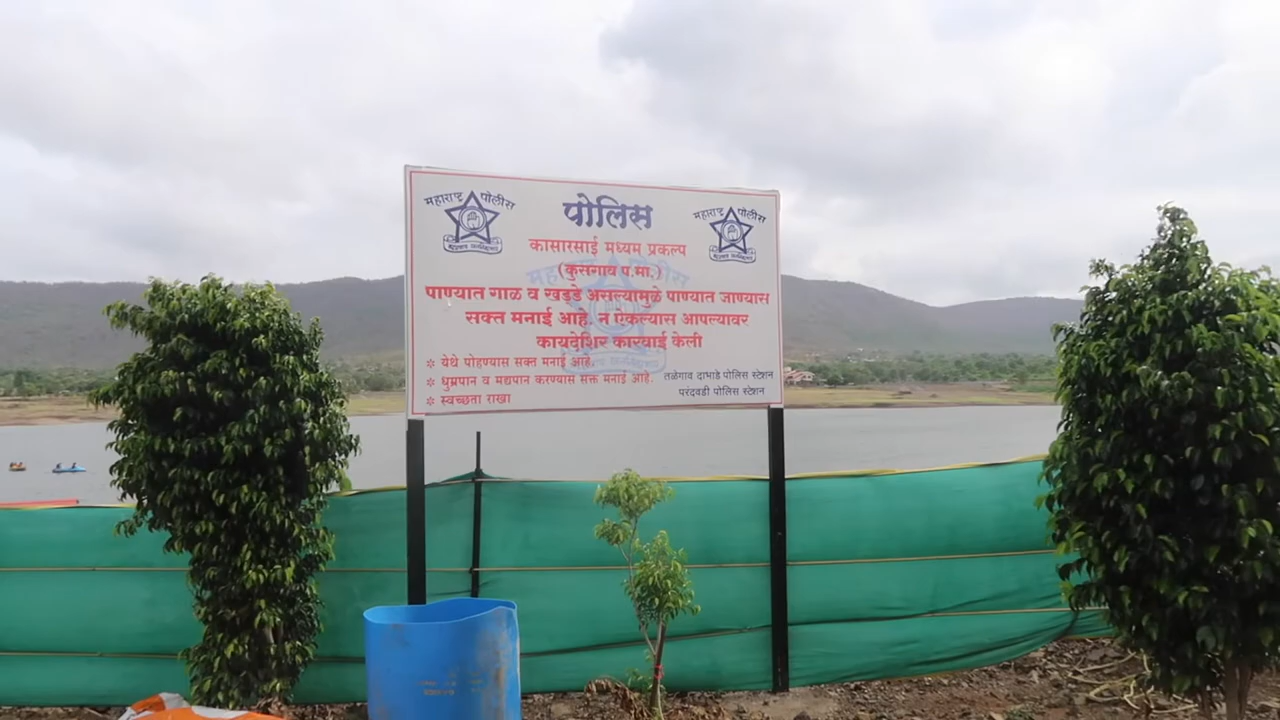 महाराष्ट्र पोलीस
पोलिस
महाराष्ट्र पोलीस
कासारसाई मध्यम प्रकल्प
(कुसगाव प.मा.)
पाण्यात गाळ व खड्डे असल्यामुळे पाण्यात जाण्यास
सक्त मनाई आहे. न ऐकल्यास आपल्यावर
कायदेशिर कारवाई केली
❊ येथे पोहण्यास सक्त मनाई आहे.
❊ धुम्रपान व मद्यपान करण्यास सक्त मनाई आहे.
❊ स्वच्छता राखा
तळेगाव दाभाडे पोलिस स्टेशन
परंदवडी पोलिस स्टेशन